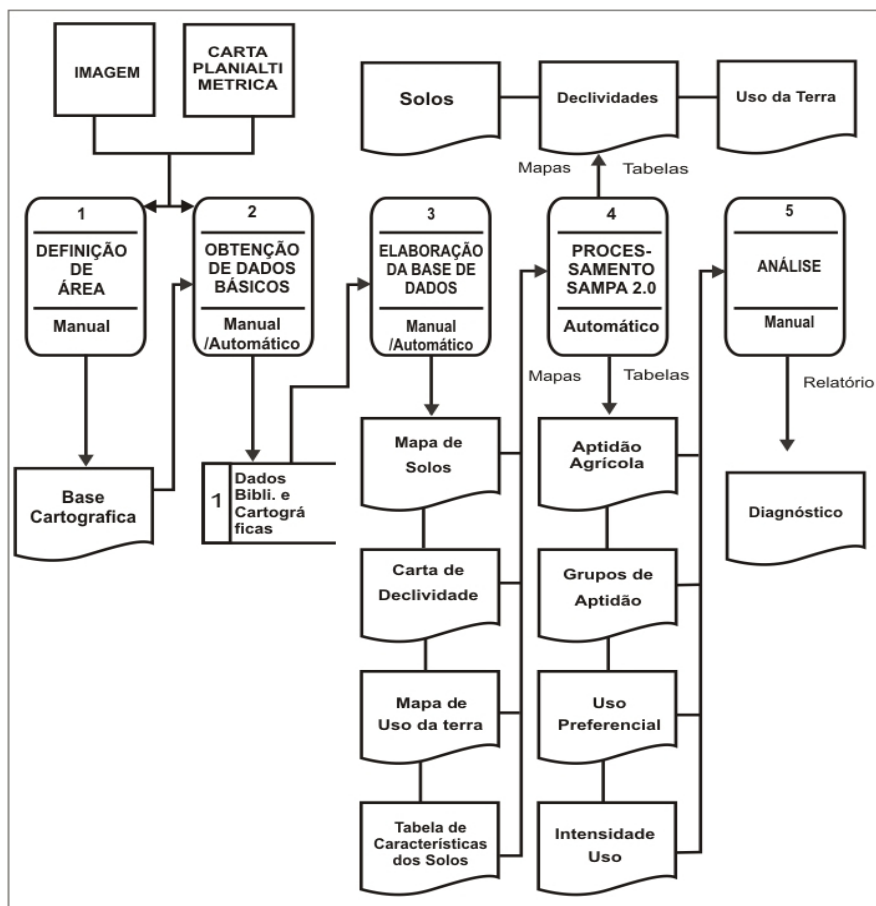 IMAGEM
CARTA
PLANIALTI
METRICA
Solos
Declividades
Uso da Terra
Mapas
Tabelas
1
DEFINIÇÃO
DE
ÁREA
Manual
2
OBTENÇÃO
DE DADOS
BÁSICOS
Manual
/Automático
3
ELABORAÇÃO
DA BASE DE
DADOS
Manual
/Automático
4
PROCES-
SAMENTO
SAMPA 2.0
Automático
5
ANÁLISE
Manual
Mapas
Tabelas
Relatório
Base
Cartografica
1
Dados
Bibli. e
Cartográ
ficas
Mapa de
Solos
Carta de
Declividade
Mapa de
Uso da terra
Tabela de
Características
dos Solos
Aptidão
Agrícola
Grupos de
Aptidão
Uso
Preferencial
Intensidade
Uso
Diagnóstico